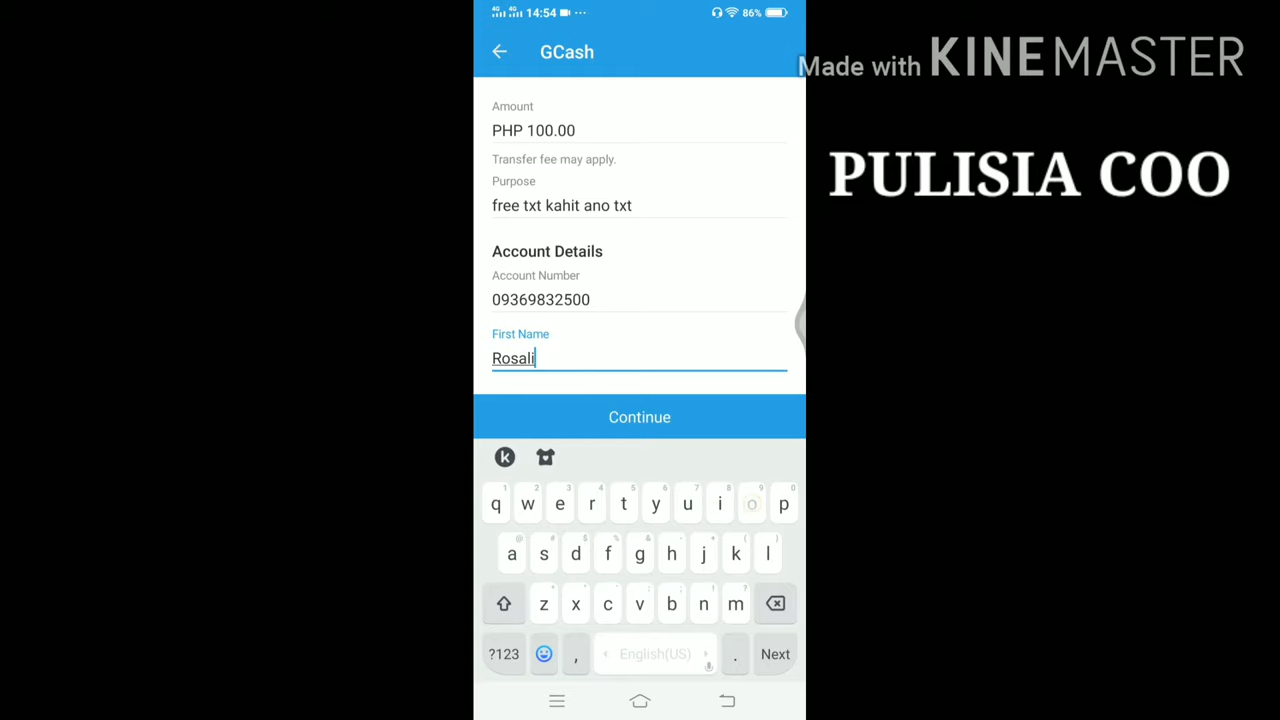 14:54 86%
GCash
Made with KINEMASTER
Amount
PHP 100.00
Transfer fee may apply.
Purpose
free txt kahit ano txt
PULISIA COO
Account Details
Account Number
09369832500
First Name
Rosali
Continue
q w e r t y u i o p
a s d f g h j k l
z x c v b n m
?123 , English(US) . Next